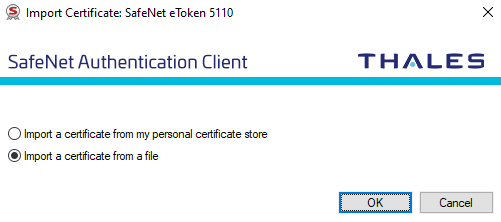 Import Certificate: SafeNet eToken 5110
SafeNet Authentication Client
THALES
Import a certificate from my personal certificate store
Import a certificate from a file
OK
Cancel